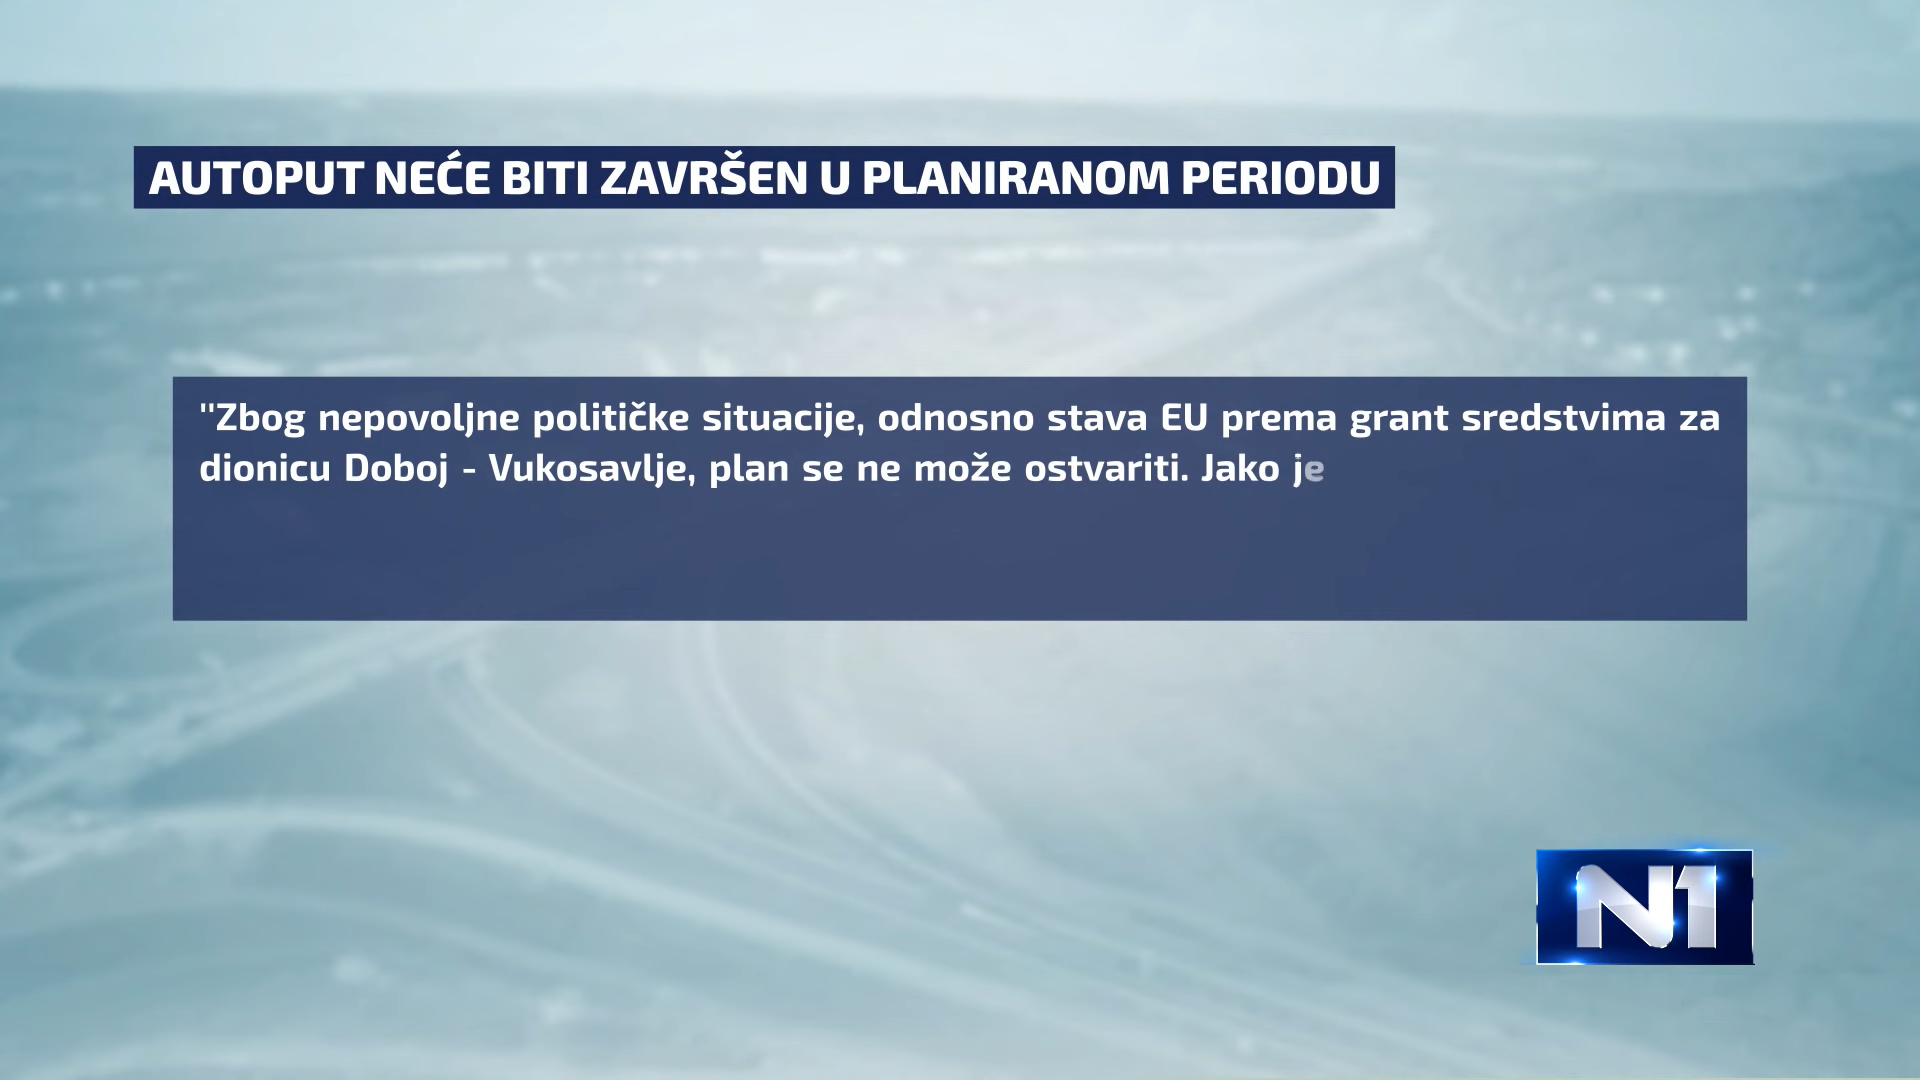 AUTOPUT NEĆE BITI ZAVRŠEN U PLANIRANOM PERIODU
"Zbog nepovoljne političke situacije, odnosno stava EU prema grant sredstvima za
dionicu Doboj - Vukosavlje, plan se ne može ostvariti. Jako je
N1